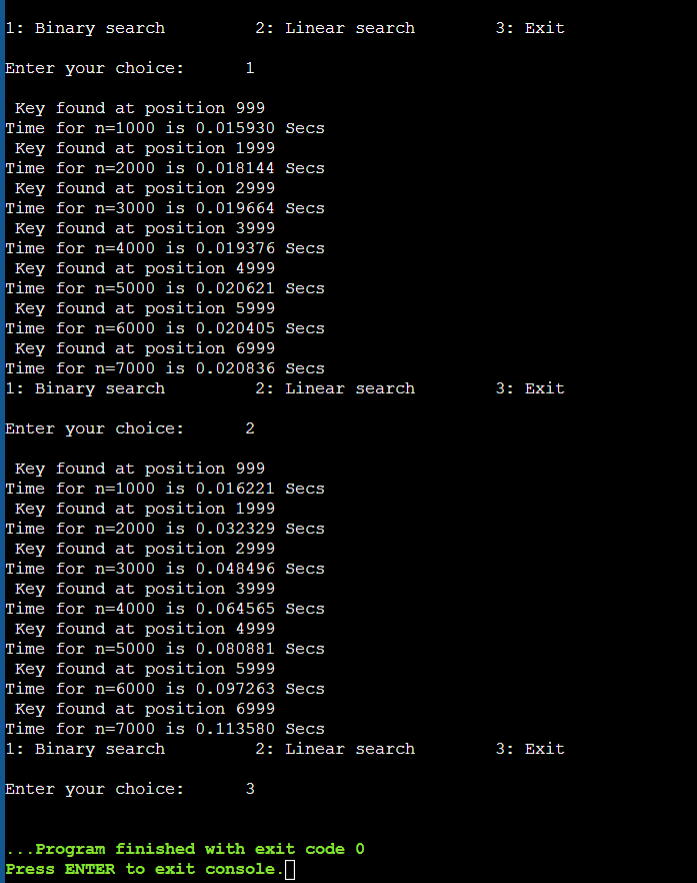 1: Binary search         2: Linear search        3: Exit
Enter your choice:      1
Key found at position 999
Time for n=1000 is 0.015930 Secs
Key found at position 1999
Time for n=2000 is 0.018144 Secs
Key found at position 2999
Time for n=3000 is 0.019664 Secs
Key found at position 3999
Time for n=4000 is 0.019376 Secs
Key found at position 4999
Time for n=5000 is 0.020621 Secs
Key found at position 5999
Time for n=6000 is 0.020405 Secs
Key found at position 6999
Time for n=7000 is 0.020836 Secs
1: Binary search         2: Linear search        3: Exit
Enter your choice:      2
Key found at position 999
Time for n=1000 is 0.016221 Secs
Key found at position 1999
Time for n=2000 is 0.032329 Secs
Key found at position 2999
Time for n=3000 is 0.048496 Secs
Key found at position 3999
Time for n=4000 is 0.064565 Secs
Key found at position 4999
Time for n=5000 is 0.080881 Secs
Key found at position 5999
Time for n=6000 is 0.097263 Secs
Key found at position 6999
Time for n=7000 is 0.113580 Secs
1: Binary search         2: Linear search        3: Exit
Enter your choice:      3
...Program finished with exit code 0
Press ENTER to exit console.